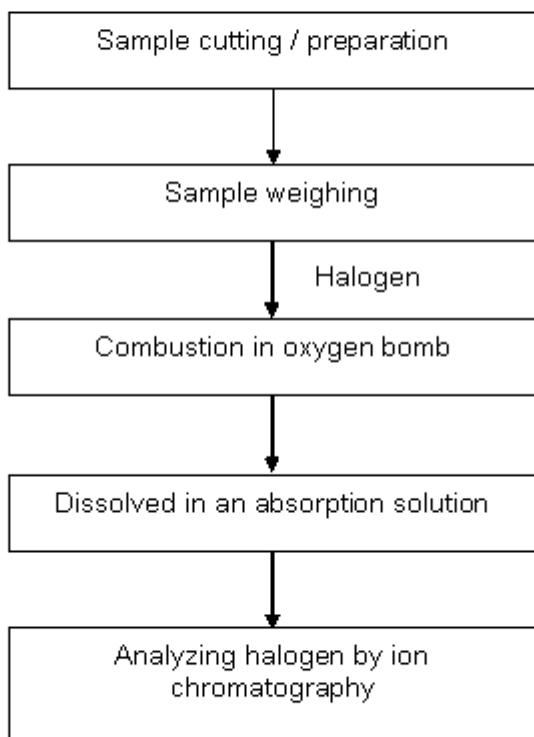 Sample cutting / preparation
Sample weighing
Halogen
Combustion in oxygen bomb
Dissolved in an absorption solution
Analyzing halogen by ion
chromatography